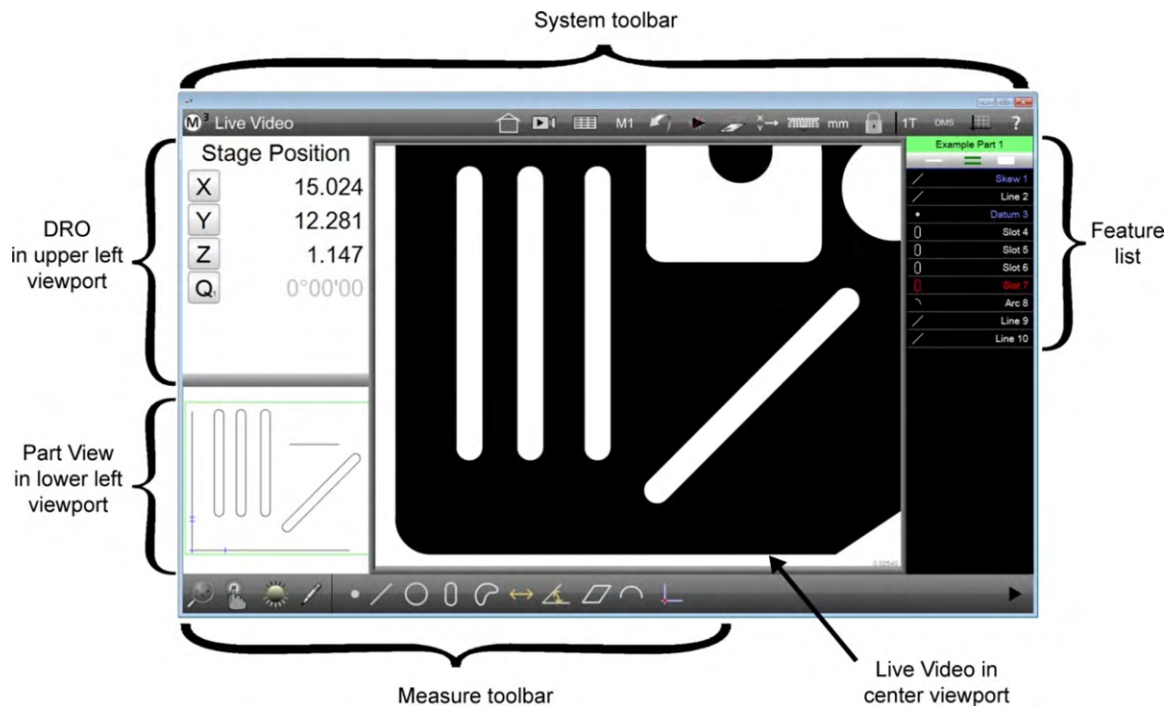 System toolbar
M³ Live Video
M1
mm
1T
DMS
?
DRO
in upper left
viewport
Stage Position
X 15.024
Y 12.281
Z 1.147
Q1 0°00'00
Part View
in lower left
viewport
Example Part 1
Skew 1
Line 2
Datum 3
Slot 4
Slot 5
Slot 6
Slot 7
Arc 8
Line 9
Line 10
Feature
list
0.02540
Measure toolbar
Live Video in
center viewport